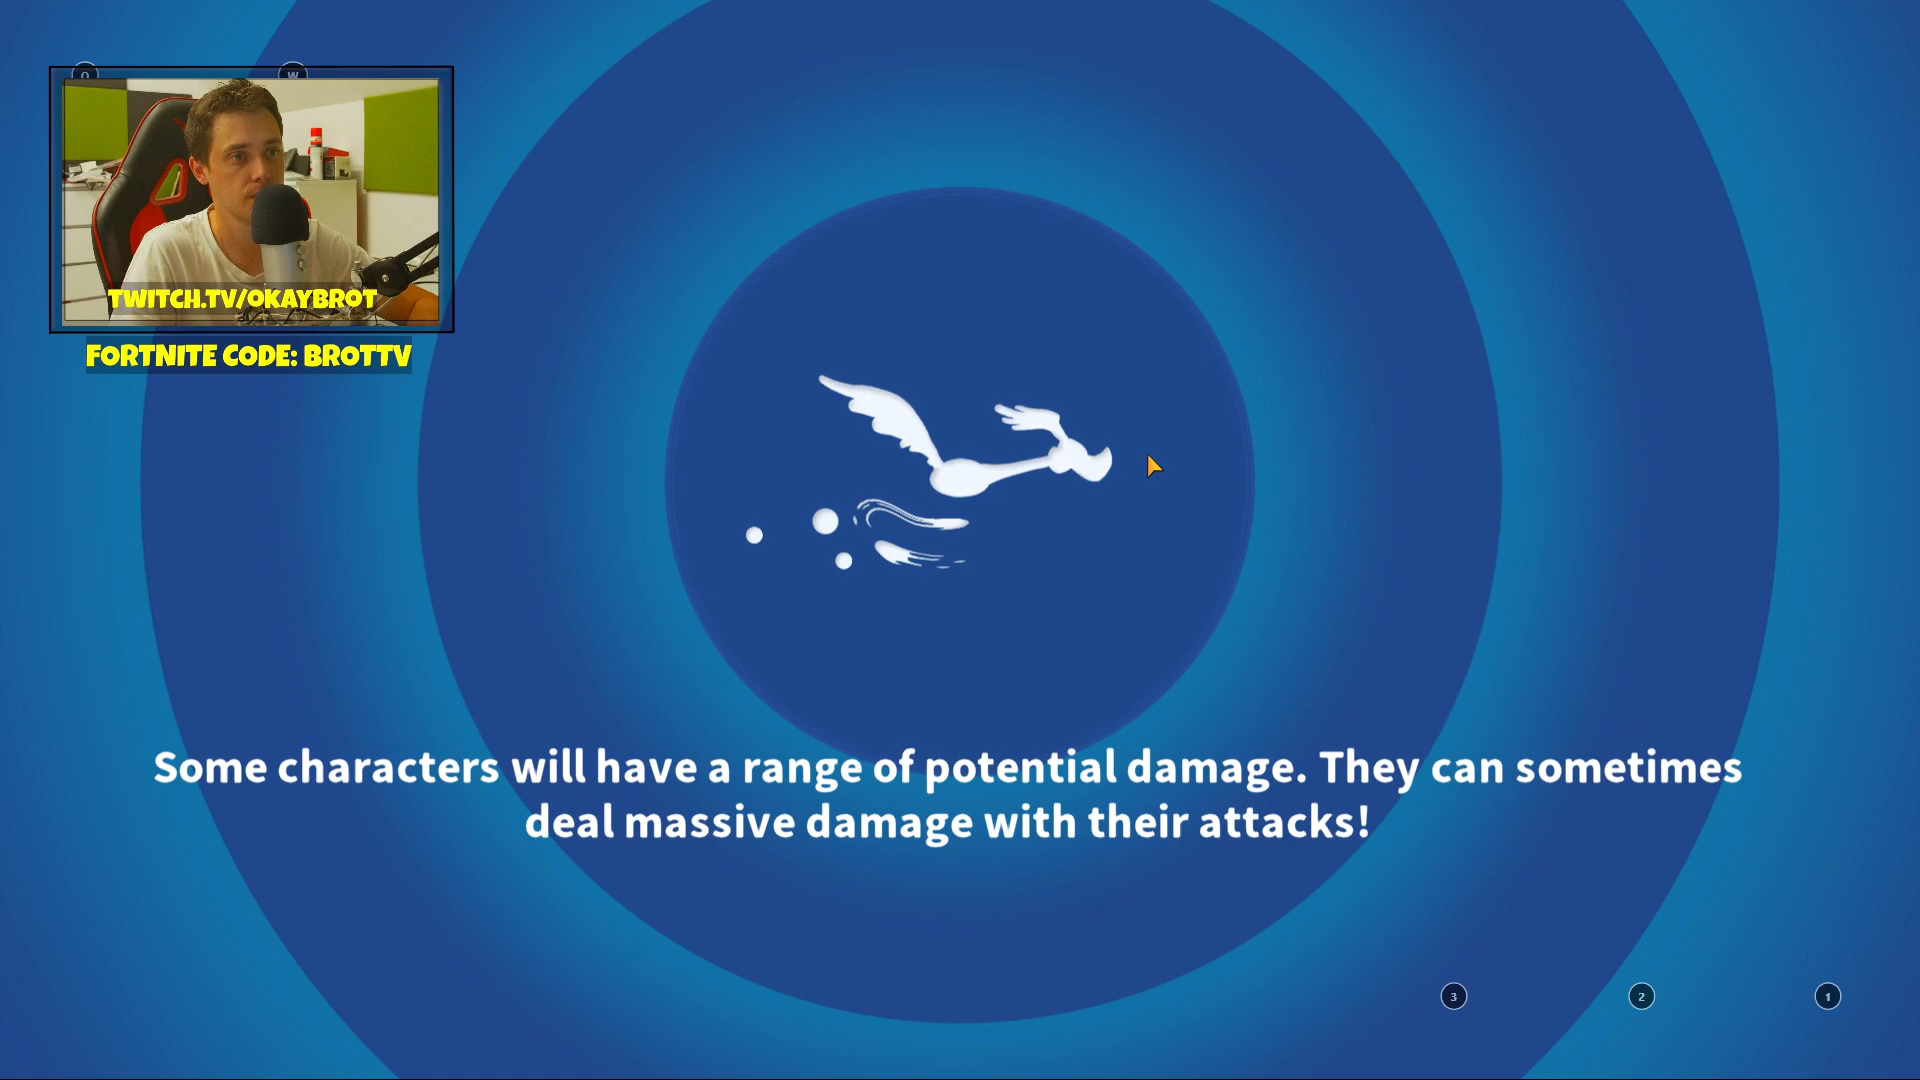 Q
W
TWITCH.TV/OKAYBROT
FORTNITE CODE: BROTTV
Some characters will have a range of potential damage. They can sometimes
deal massive damage with their attacks!
3
2
1